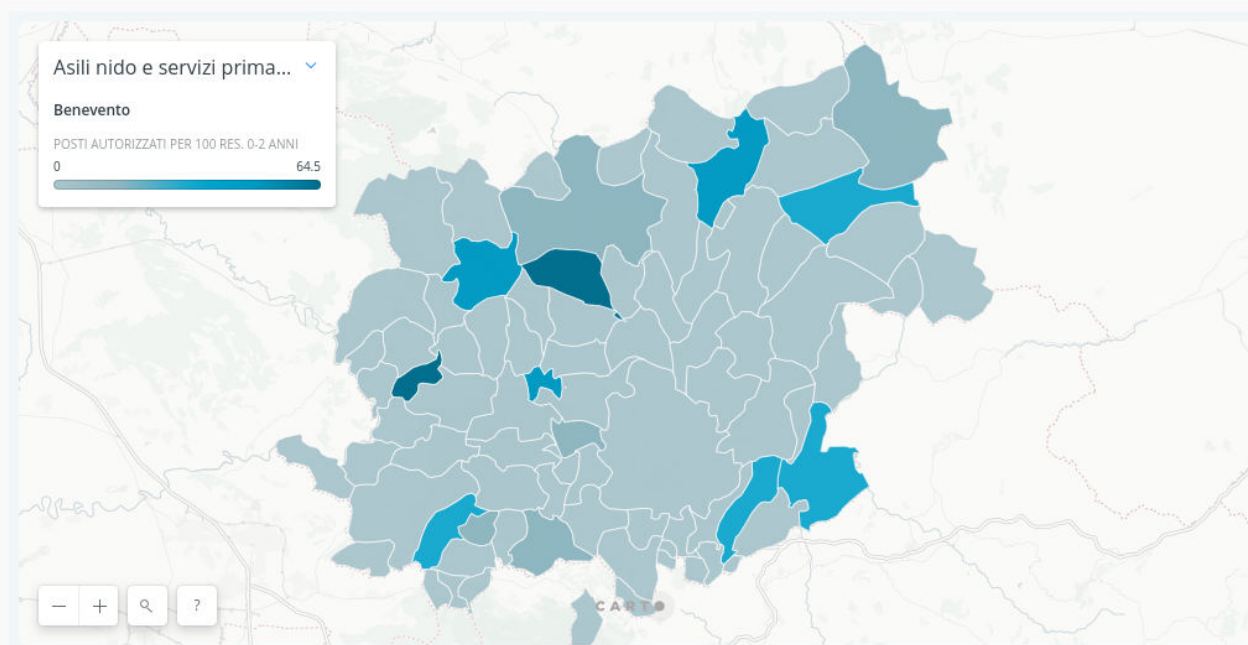 Asili nido e servizi prima...
Benevento
POSTI AUTORIZZATI PER 100 RES. 0-2 ANNI
0 64.5
− + ?
CARTO